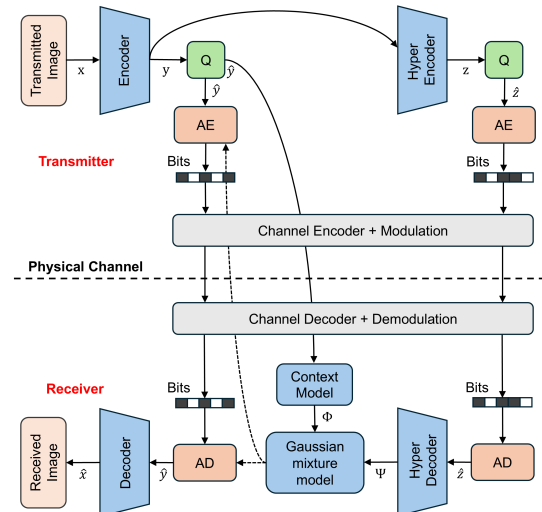 Transmitted
Image
x
Encoder
y
Q
ŷ
ŷ
Hyper
Encoder
z
Q
ẑ
AE
AE
Transmitter
Bits
Bits
Channel Encoder + Modulation
Physical Channel
Channel Decoder + Demodulation
Receiver
Bits
Context
Model
Bits
Φ
Received
Image
x̂
Decoder
ŷ
AD
Gaussian
mixture
model
Ψ
Hyper
Decoder
ẑ
AD